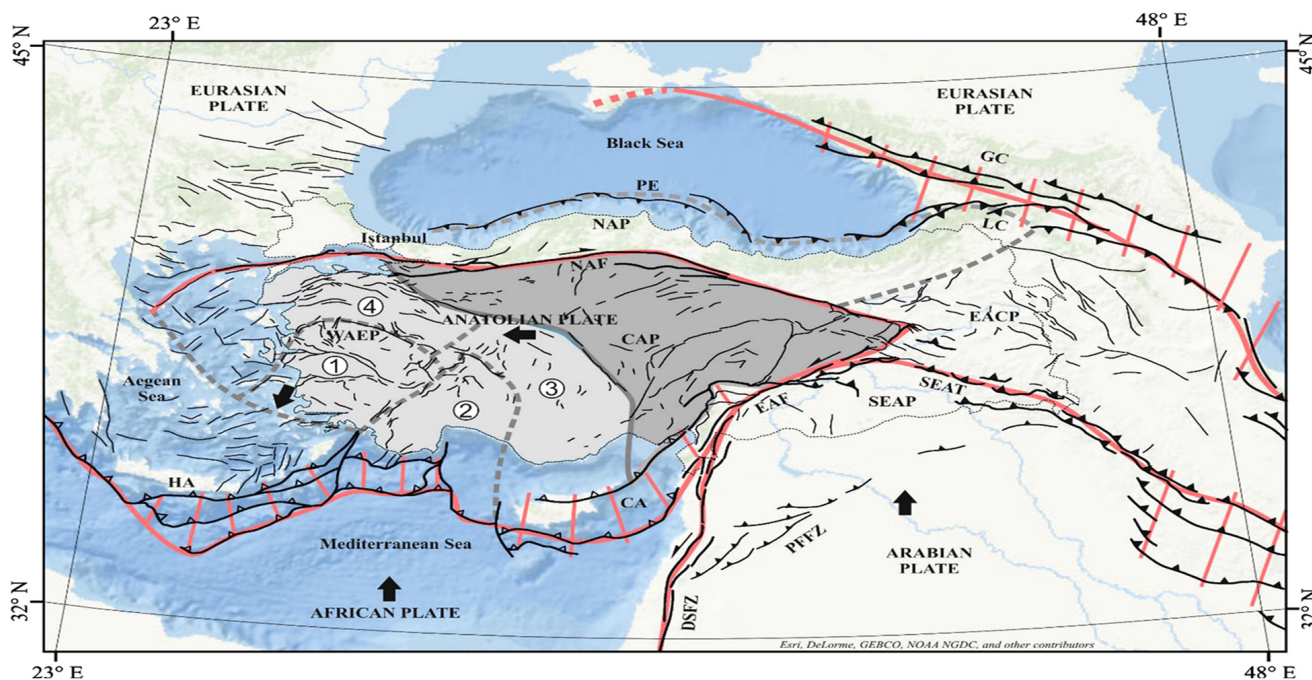 23° E
48° E
45° N
45° N
EURASIAN
PLATE
EURASIAN
PLATE
Black Sea
GC
PE
NAP
LC
Istanbul
NAF
④
ANATOLIAN PLATE
WAEP
CAP
EACP
①
Aegean
Sea
③
②
EAF
SEAT
SEAP
HA
CA
Mediterranean Sea
PFFZ
ARABIAN
PLATE
AFRICAN PLATE
DSFZ
32° N
32° N
Esri, DeLorme, GEBCO, NOAA NGDC, and other contributors
23° E
48° E